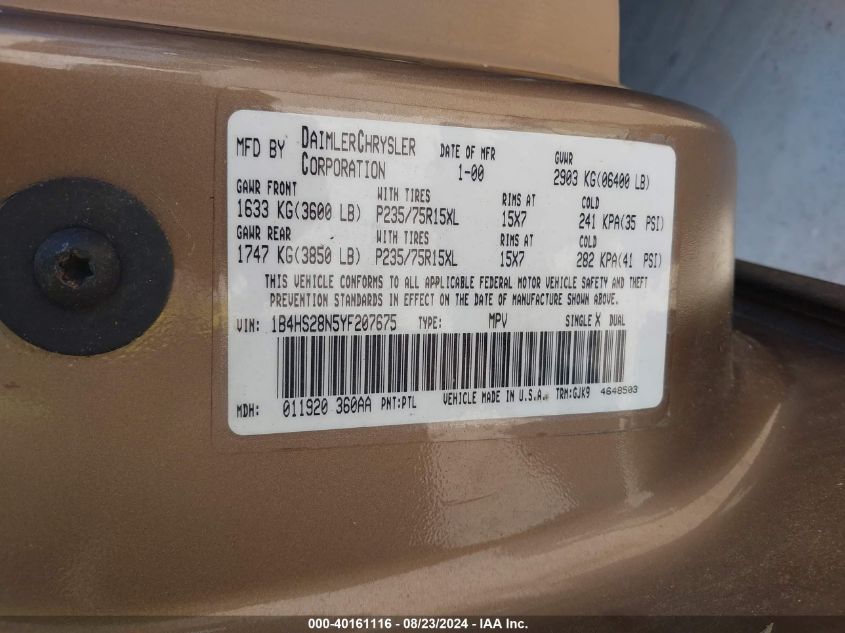 MFD BY DAIMLERCHRYSLER CORPORATION DATE OF MFR 1-00 GVWR 2903 KG(06400 LB)
GAWR FRONT WITH TIRES RIMS AT COLD
1633 KG(3600 LB) P235/75R15XL 15X7 241 KPA(35 PSI)
GAWR REAR WITH TIRES RIMS AT COLD
1747 KG(3850 LB) P235/75R15XL 15X7 282 KPA(41 PSI)
THIS VEHICLE CONFORMS TO ALL APPLICABLE FEDERAL MOTOR VEHICLE SAFETY AND THEFT
PREVENTION STANDARDS IN EFFECT ON THE DATE OF MANUFACTURE SHOWN ABOVE.
VIN: 1B4HS28N5YF207675 TYPE: MPV SINGLE X DUAL
MDH: 011920 360AA PNT:PTL VEHICLE MADE IN U.S.A. TRM:GJK9 4648503
000-40161116 - 08/23/2024 - IAA Inc.